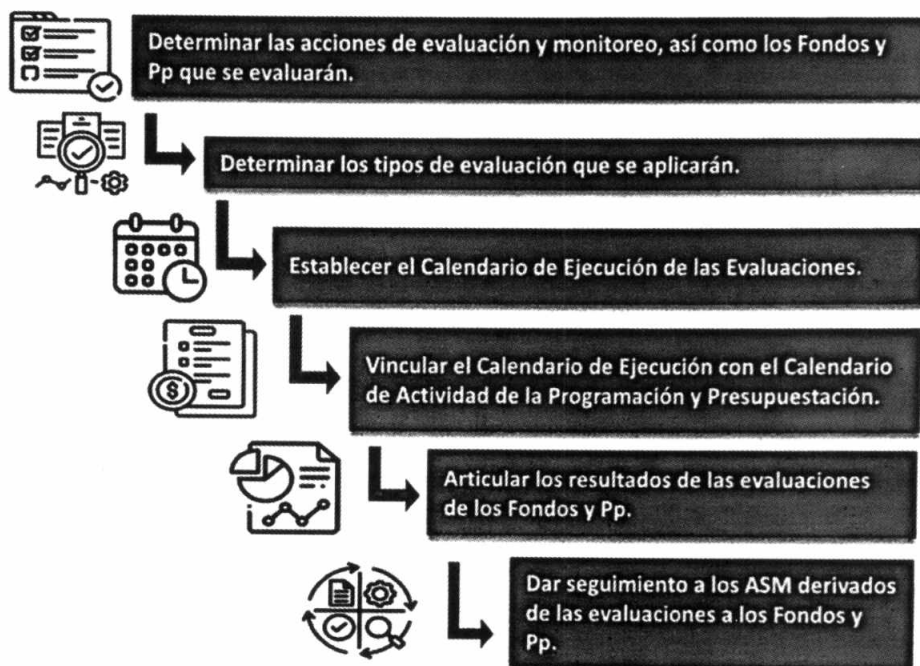 Determinar las acciones de evaluación y monitoreo, así como los Fondos y
Pp que se evaluarán.
Determinar los tipos de evaluación que se aplicarán.
Establecer el Calendario de Ejecución de las Evaluaciones.
Vincular el Calendario de Ejecución con el Calendario
de Actividad de la Programación y Presupuestación.
$
Articular los resultados de las evaluaciones
de los Fondos y Pp.
Dar seguimiento a los ASM derivados
de las evaluaciones a los Fondos y
Pp.